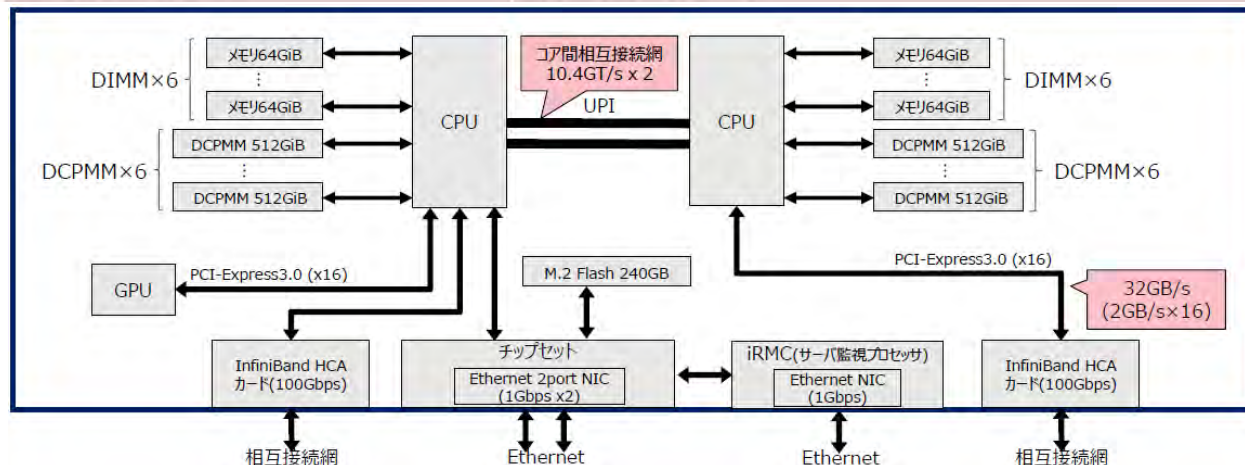 メモリ64GiB
⋮
メモリ64GiB
DIMM×6
DCPMM 512GiB
⋮
DCPMM 512GiB
DCPMM×6
CPU
コア間相互接続網
10.4GT/s x 2
UPI
CPU
メモリ64GiB
⋮
メモリ64GiB
DIMM×6
DCPMM 512GiB
⋮
DCPMM 512GiB
DCPMM×6
GPU
PCI-Express3.0 (x16)
M.2 Flash 240GB
PCI-Express3.0 (x16)
32GB/s
(2GB/s×16)
InfiniBand HCA
カード(100Gbps)
チップセット
Ethernet 2port NIC
(1Gbps x2)
iRMC(サーバ監視プロセッサ)
Ethernet NIC
(1Gbps)
InfiniBand HCA
カード(100Gbps)
相互接続網
Ethernet
Ethernet
相互接続網